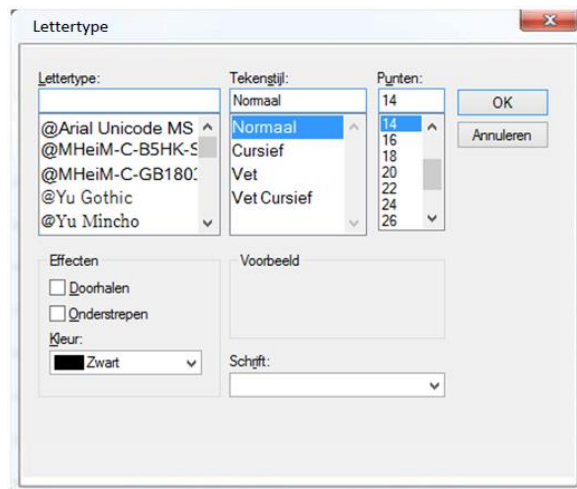 Lettertype
Lettertype: Tekenstijl: Punten:
Normaal 14 OK
@Arial Unicode MS Normaal 14 Annuleren
@MHeiM-C-B5HK-S Cursief 16
@MHeiM-C-GB1803 Vet 18
@Yu Gothic Vet Cursief 20
@Yu Mincho 22
24
26
Effecten Voorbeeld
Doorhalen
Onderstrepen
Kleur:
Zwart
Schrift: